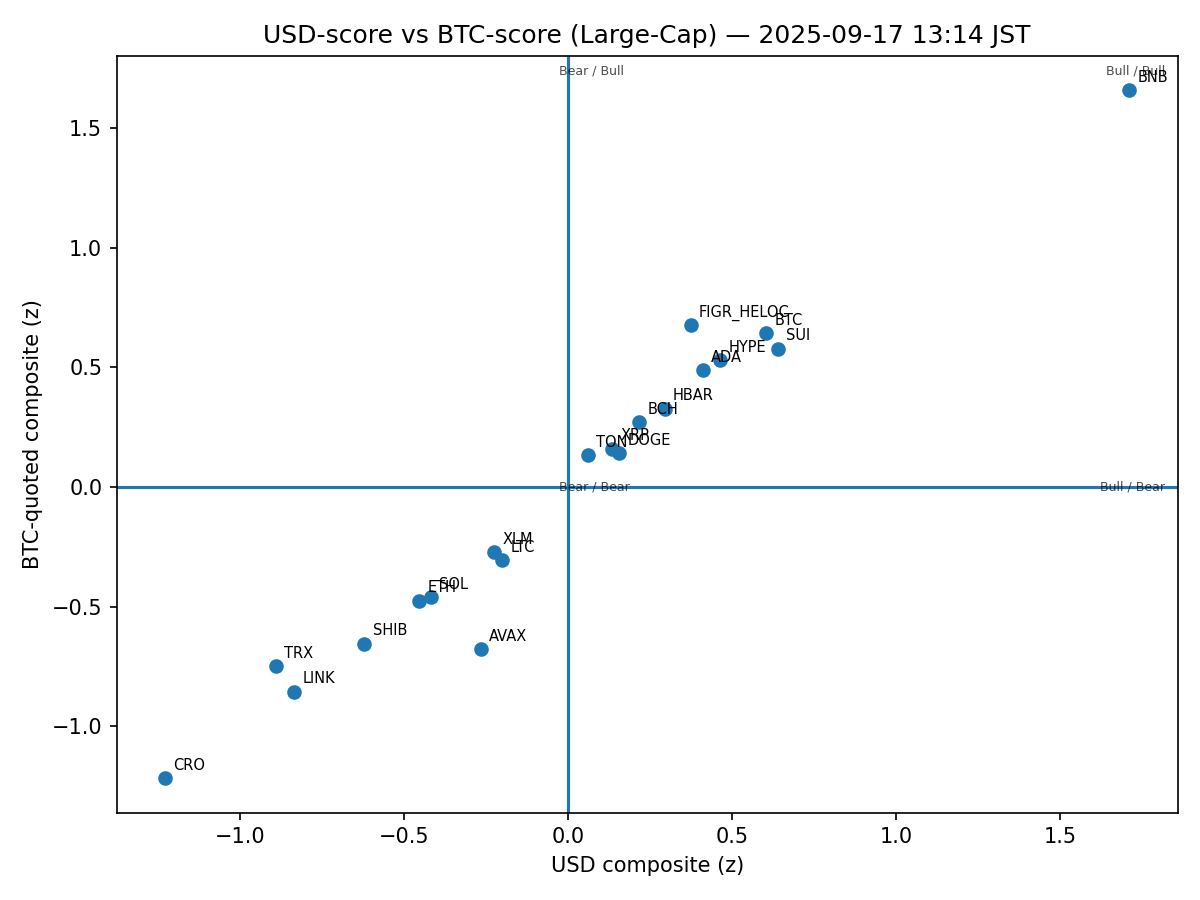 USD-score vs BTC-score (Large-Cap) — 2025-09-17 13:14 JST
Bear / Bull
Bull / Bull
BNB
1.5
1.0
FIGR_HELOC
BTC
SUI
HYPE
ADA
0.5
HBAR
BCH
XRP
DOGE
TON
0.0
Bear / Bear
Bull / Bear
XLM
LTC
SOL
ETH
−0.5
SHIB
AVAX
TRX
LINK
−1.0
CRO
−1.0
−0.5
0.0
0.5
1.0
1.5
USD composite (z)
BTC-quoted composite (z)